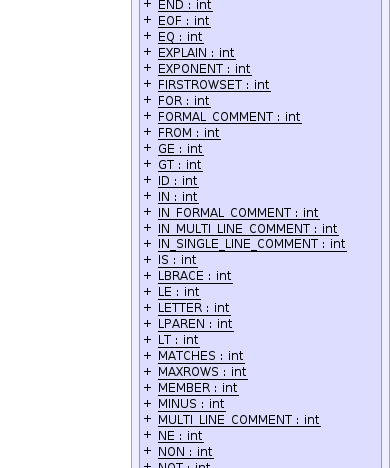 + END : int
+ EOF : int
+ EQ : int
+ EXPLAIN : int
+ EXPONENT : int
+ FIRSTROWSET : int
+ FOR : int
+ FORMAL_COMMENT : int
+ FROM : int
+ GE : int
+ GT : int
+ ID : int
+ IN : int
+ IN_FORMAL_COMMENT : int
+ IN_MULTI_LINE_COMMENT : int
+ IN_SINGLE_LINE_COMMENT : int
+ IS : int
+ LBRACE : int
+ LE : int
+ LETTER : int
+ LPAREN : int
+ LT : int
+ MATCHES : int
+ MAXROWS : int
+ MEMBER : int
+ MINUS : int
+ MULTI_LINE_COMMENT : int
+ NE : int
+ NON : int
+ NOT : int